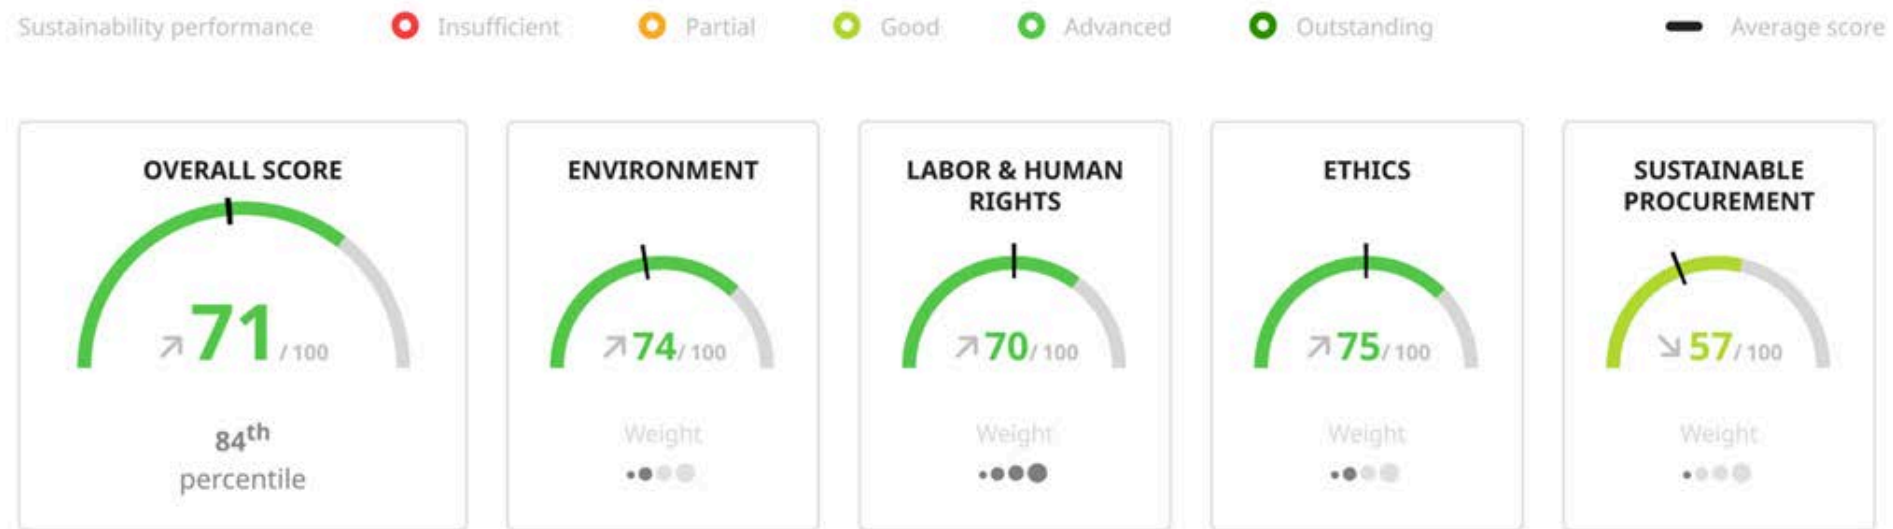 Sustainability performance Insufficient Partial Good Advanced Outstanding Average score
OVERALL SCORE
71 / 100
84th
percentile
ENVIRONMENT
74 / 100
Weight
LABOR & HUMAN
RIGHTS
70 / 100
Weight
ETHICS
75 / 100
Weight
SUSTAINABLE
PROCUREMENT
57 / 100
Weight